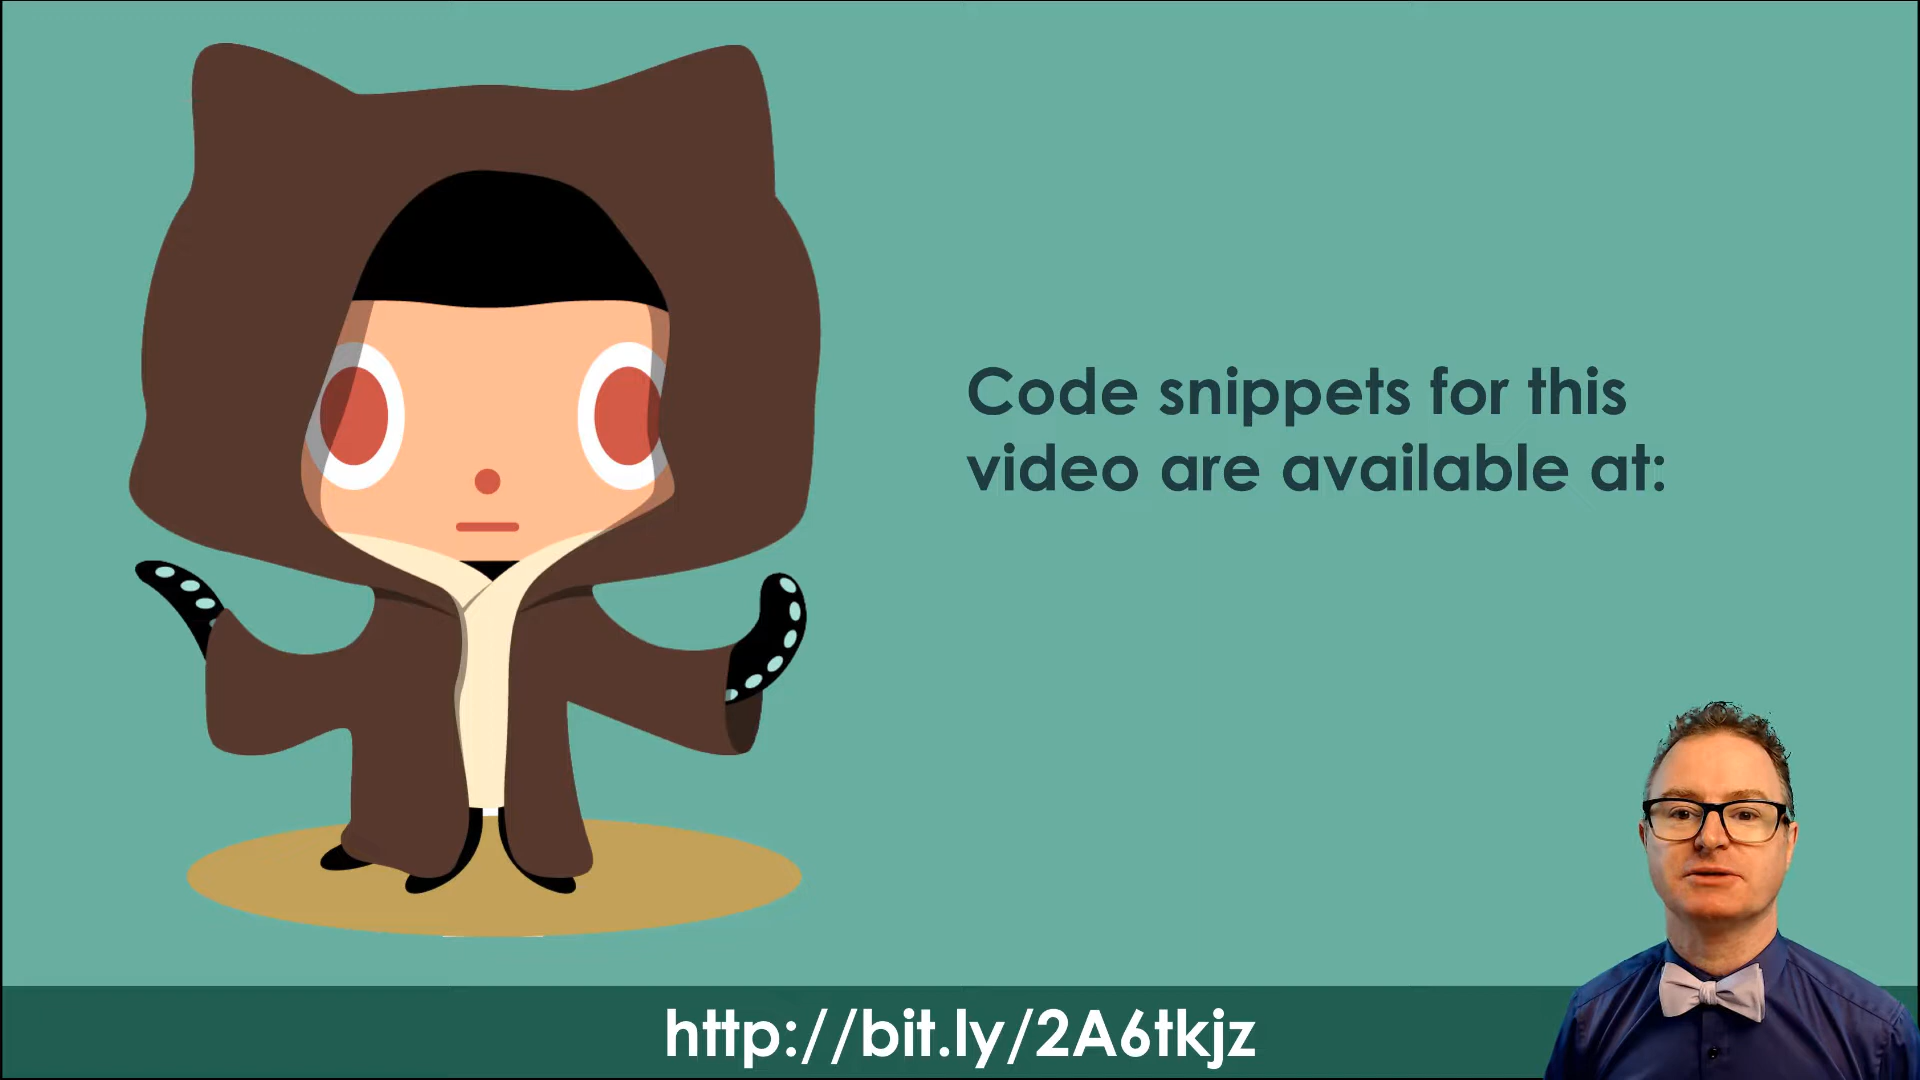 Code snippets for this
video are available at:
http://bit.ly/2A6tkjz